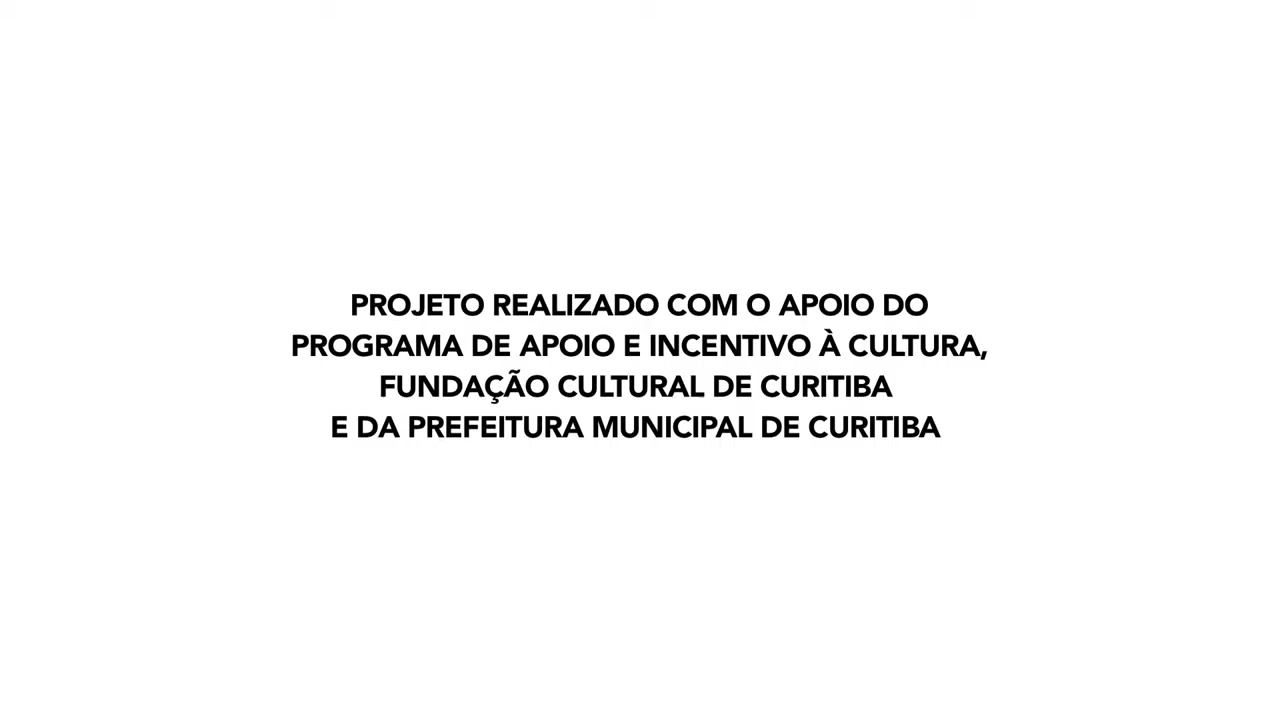 PROJETO REALIZADO COM O APOIO DO
PROGRAMA DE APOIO E INCENTIVO À CULTURA,
FUNDAÇÃO CULTURAL DE CURITIBA
E DA PREFEITURA MUNICIPAL DE CURITIBA